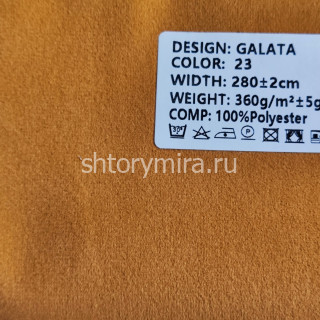 DESIGN: GALATA
COLOR: 23
WIDTH: 280±2cm
WEIGHT: 360g/m²±5g
COMP: 100%Polyester
shtorymira.ru